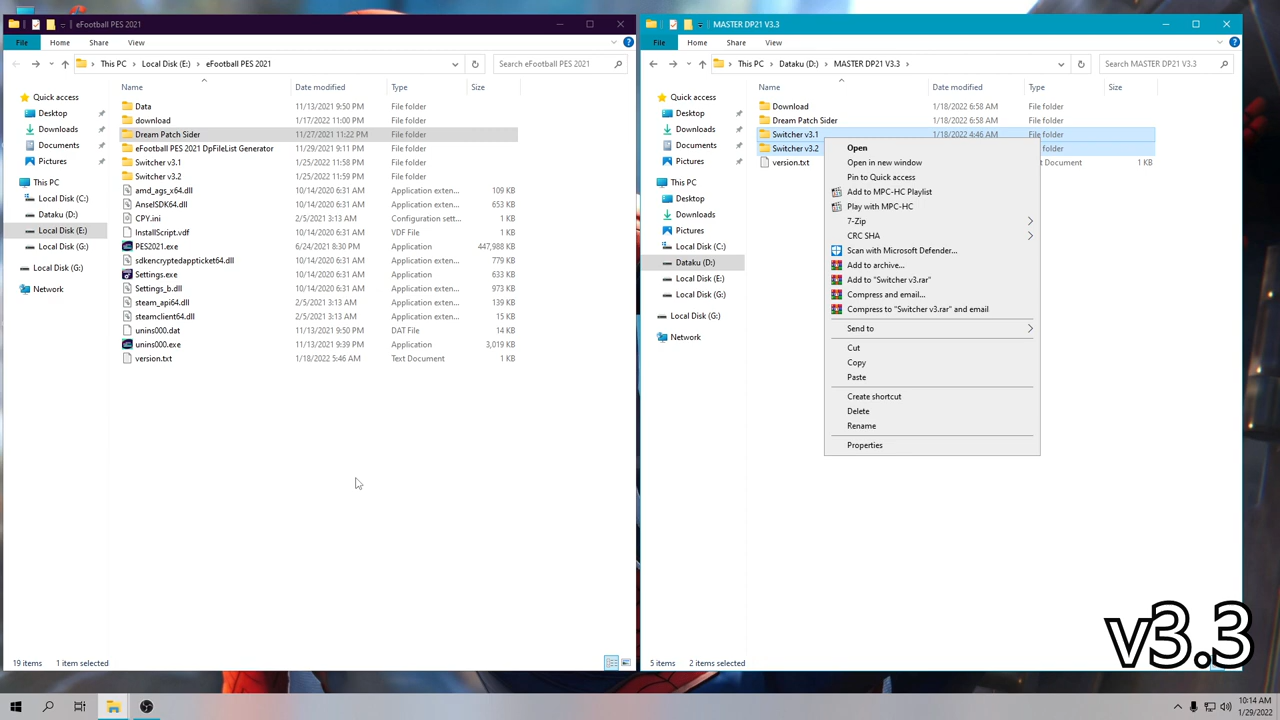 eFootball PES 2021
File
Home
Share
View
This PC
Local Disk (E:)
eFootball PES 2021
Search eFootball PES 2021
Name
Date modified
Type
Size
Quick access
Desktop
Downloads
Documents
Pictures
This PC
Local Disk (C:)
Dataku (D:)
Local Disk (E:)
Local Disk (G:)
Local Disk (G:)
Network
Data 11/13/2021 9:50 PM File folder
download 1/17/2022 11:00 PM File folder
Dream Patch Sider 11/27/2021 11:22 PM File folder
eFootball PES 2021 DpFileList Generator 11/29/2021 9:11 PM File folder
Switcher v3.1 1/25/2022 11:58 PM File folder
Switcher v3.2 1/25/2022 11:59 PM File folder
amd_ags_x64.dll 10/14/2020 6:31 AM Application exten... 109 KB
AnselSDK64.dll 10/14/2020 6:31 AM Application exten... 653 KB
CPY.ini 2/5/2021 3:13 AM Configuration sett...
InstallScript.vdf 10/14/2020 6:31 AM VDF File 1 KB
PES2021.exe 6/24/2021 8:30 PM Application 447,988 KB
sdkencryptedappticket64.dll 10/14/2020 6:31 AM Application exten... 779 KB
Settings.exe 10/14/2020 6:31 AM Application 633 KB
Settings_b.dll 10/14/2020 6:31 AM Application exten... 973 KB
steam_api64.dll 2/5/2021 3:13 AM Application exten... 311 KB
steamclient64.dll 2/5/2021 3:13 AM Application exten... 15 KB
unins000.dat 11/13/2021 9:50 PM DAT File 14 KB
unins000.exe 11/13/2021 9:39 PM Application 3,019 KB
version.txt 1/18/2022 5:46 AM Text Document 1 KB
19 items 1 item selected
MASTER DP21 V3.3
File
Home
Share
View
This PC
Dataku (D:)
MASTER DP21 V3.3
Search MASTER DP21 V3.3
Name
Date modified
Type
Size
Quick access
Desktop
Downloads
Documents
Pictures
This PC
Desktop
Downloads
Pictures
Local Disk (C:)
Dataku (D:)
Local Disk (E:)
Local Disk (G:)
Local Disk (G:)
Network
Download 1/18/2022 6:58 AM File folder
Dream Patch Sider 1/18/2022 6:58 AM File folder
Switcher v3.1 1/18/2022 4:46 AM File folder
Switcher v3.2 folder
version.txt Document 1 KB
Open
Open in new window
Pin to Quick access
Add to MPC-HC Playlist
Play with MPC-HC
7-Zip
CRC SHA
Scan with Microsoft Defender...
Add to archive...
Add to "Switcher v3.rar"
Compress and email...
Compress to "Switcher v3.rar" and email
Send to
Cut
Copy
Paste
Create shortcut
Delete
Rename
Properties
5 items 2 items selected
v3.3
10:14 AM
1/29/2022